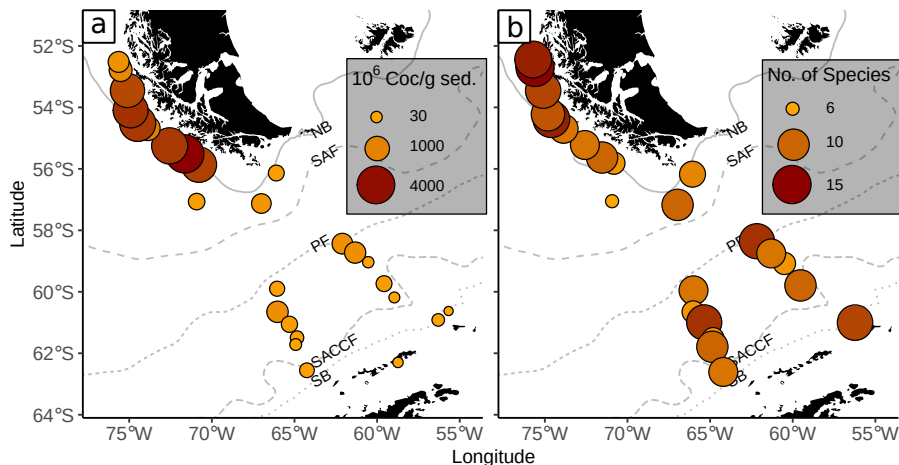 a
b
52°S
54°S
56°S
58°S
60°S
62°S
64°S
Latitude
10⁶ Coc/g sed.
30
1000
4000
No. of Species
6
10
15
NB
SAF
PF
SACCF
SB
NB
SAF
PF
SACCF
SB
75°W
70°W
65°W
60°W
55°W
75°W
70°W
65°W
60°W
55°W
Longitude